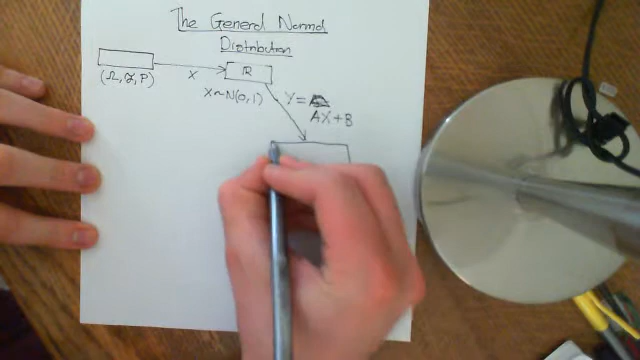 The General Normal
Distribution
(Ω, F, P)
X
ℝ
X~N(0,1)
Y=
AX+B